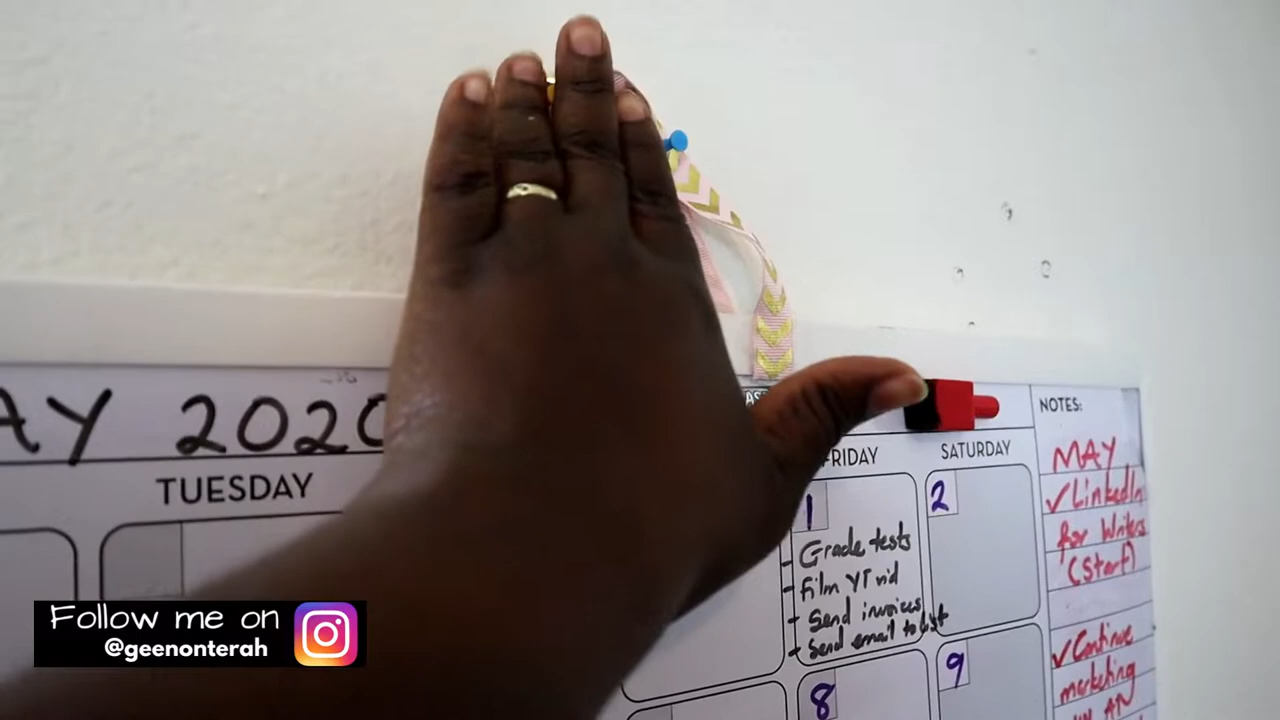 AY 2020
NOTES:
TUESDAY
FRIDAY
SATURDAY
MAY
✓LinkedIn
for Writers
(Start)
1
- Grade tests
- Film YT vid
- Send invoices
- Send email to list
2
✓Continue
marketing
8
9
Follow me on
@geenonterah